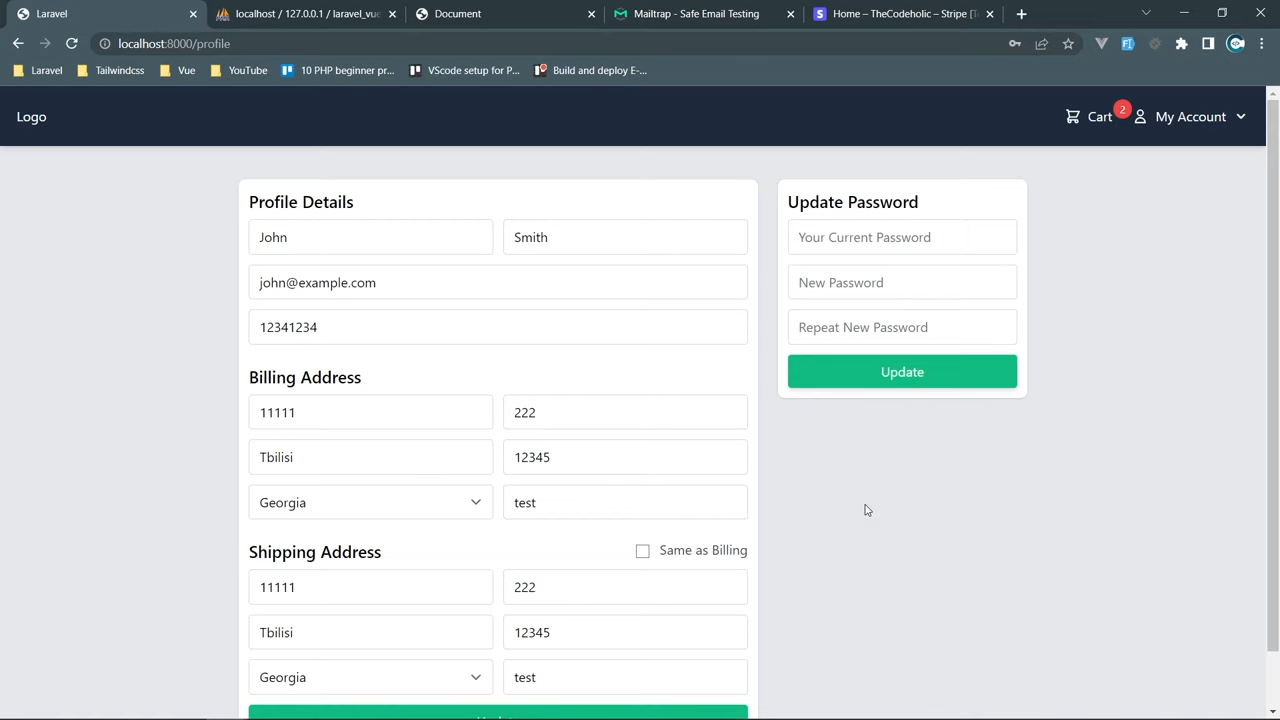 Laravel
localhost / 127.0.0.1 / laravel_vue
Document
Mailtrap - Safe Email Testing
Home – TheCodeholic – Stripe [T
localhost:8000/profile
Laravel
Tailwindcss
Vue
YouTube
10 PHP beginner pr...
VScode setup for P...
Build and deploy E-...
Logo
Cart
2
My Account
Profile Details
John
Smith
john@example.com
12341234
Update Password
Your Current Password
New Password
Repeat New Password
Update
Billing Address
11111
222
Tbilisi
12345
Georgia
test
Shipping Address
Same as Billing
11111
222
Tbilisi
12345
Georgia
test